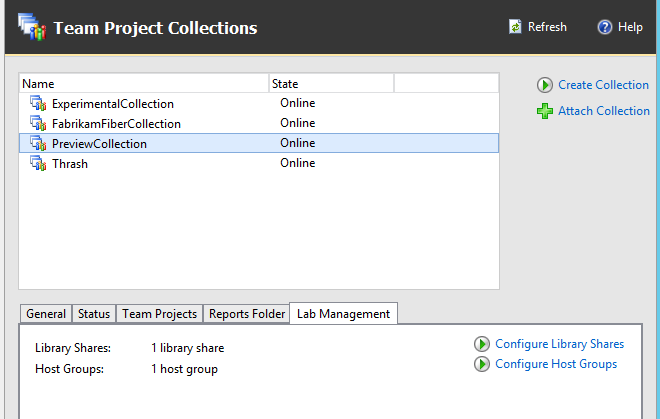 Team Project Collections
Refresh
Help
Name State
ExperimentalCollection Online
FabrikamFiberCollection Online
PreviewCollection Online
Thrash Online
Create Collection
Attach Collection
General Status Team Projects Reports Folder Lab Management
Library Shares: 1 library share
Host Groups: 1 host group
Configure Library Shares
Configure Host Groups